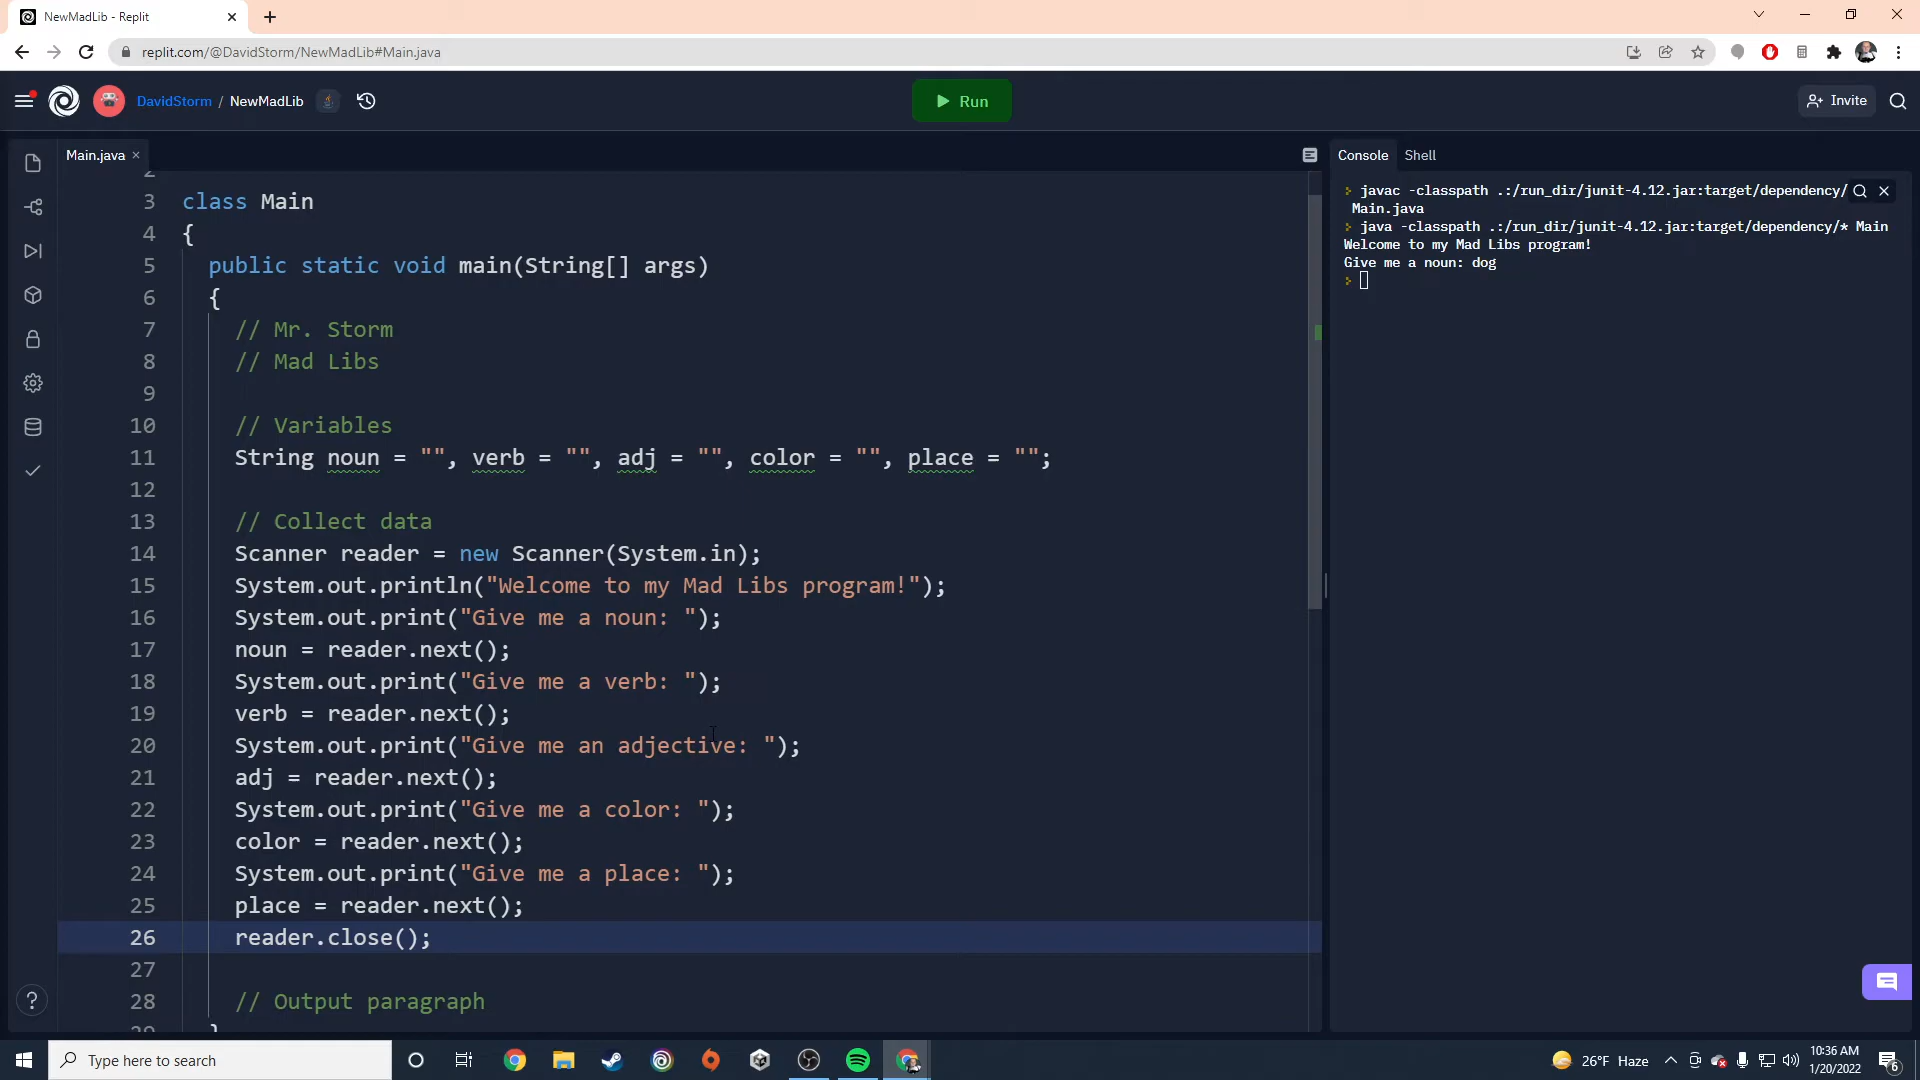 NewMadLib - Replit
replit.com/@DavidStorm/NewMadLib#Main.java
DavidStorm / NewMadLib
Run
Invite
Main.java
Console Shell
2
3 class Main
4 {
5 public static void main(String[] args)
6 {
7 // Mr. Storm
8 // Mad Libs
9
10 // Variables
11 String noun = "", verb = "", adj = "", color = "", place = "";
12
13 // Collect data
14 Scanner reader = new Scanner(System.in);
15 System.out.println("Welcome to my Mad Libs program!");
16 System.out.print("Give me a noun: ");
17 noun = reader.next();
18 System.out.print("Give me a verb: ");
19 verb = reader.next();
20 System.out.print("Give me an adjective: ");
21 adj = reader.next();
22 System.out.print("Give me a color: ");
23 color = reader.next();
24 System.out.print("Give me a place: ");
25 place = reader.next();
26 reader.close();
27
28 // Output paragraph
29 }
javac -classpath .:/run_dir/junit-4.12.jar:target/dependency/
Main.java
java -classpath .:/run_dir/junit-4.12.jar:target/dependency/* Main
Welcome to my Mad Libs program!
Give me a noun: dog
?
Type here to search
26°F Haze
10:36 AM
1/20/2022
6